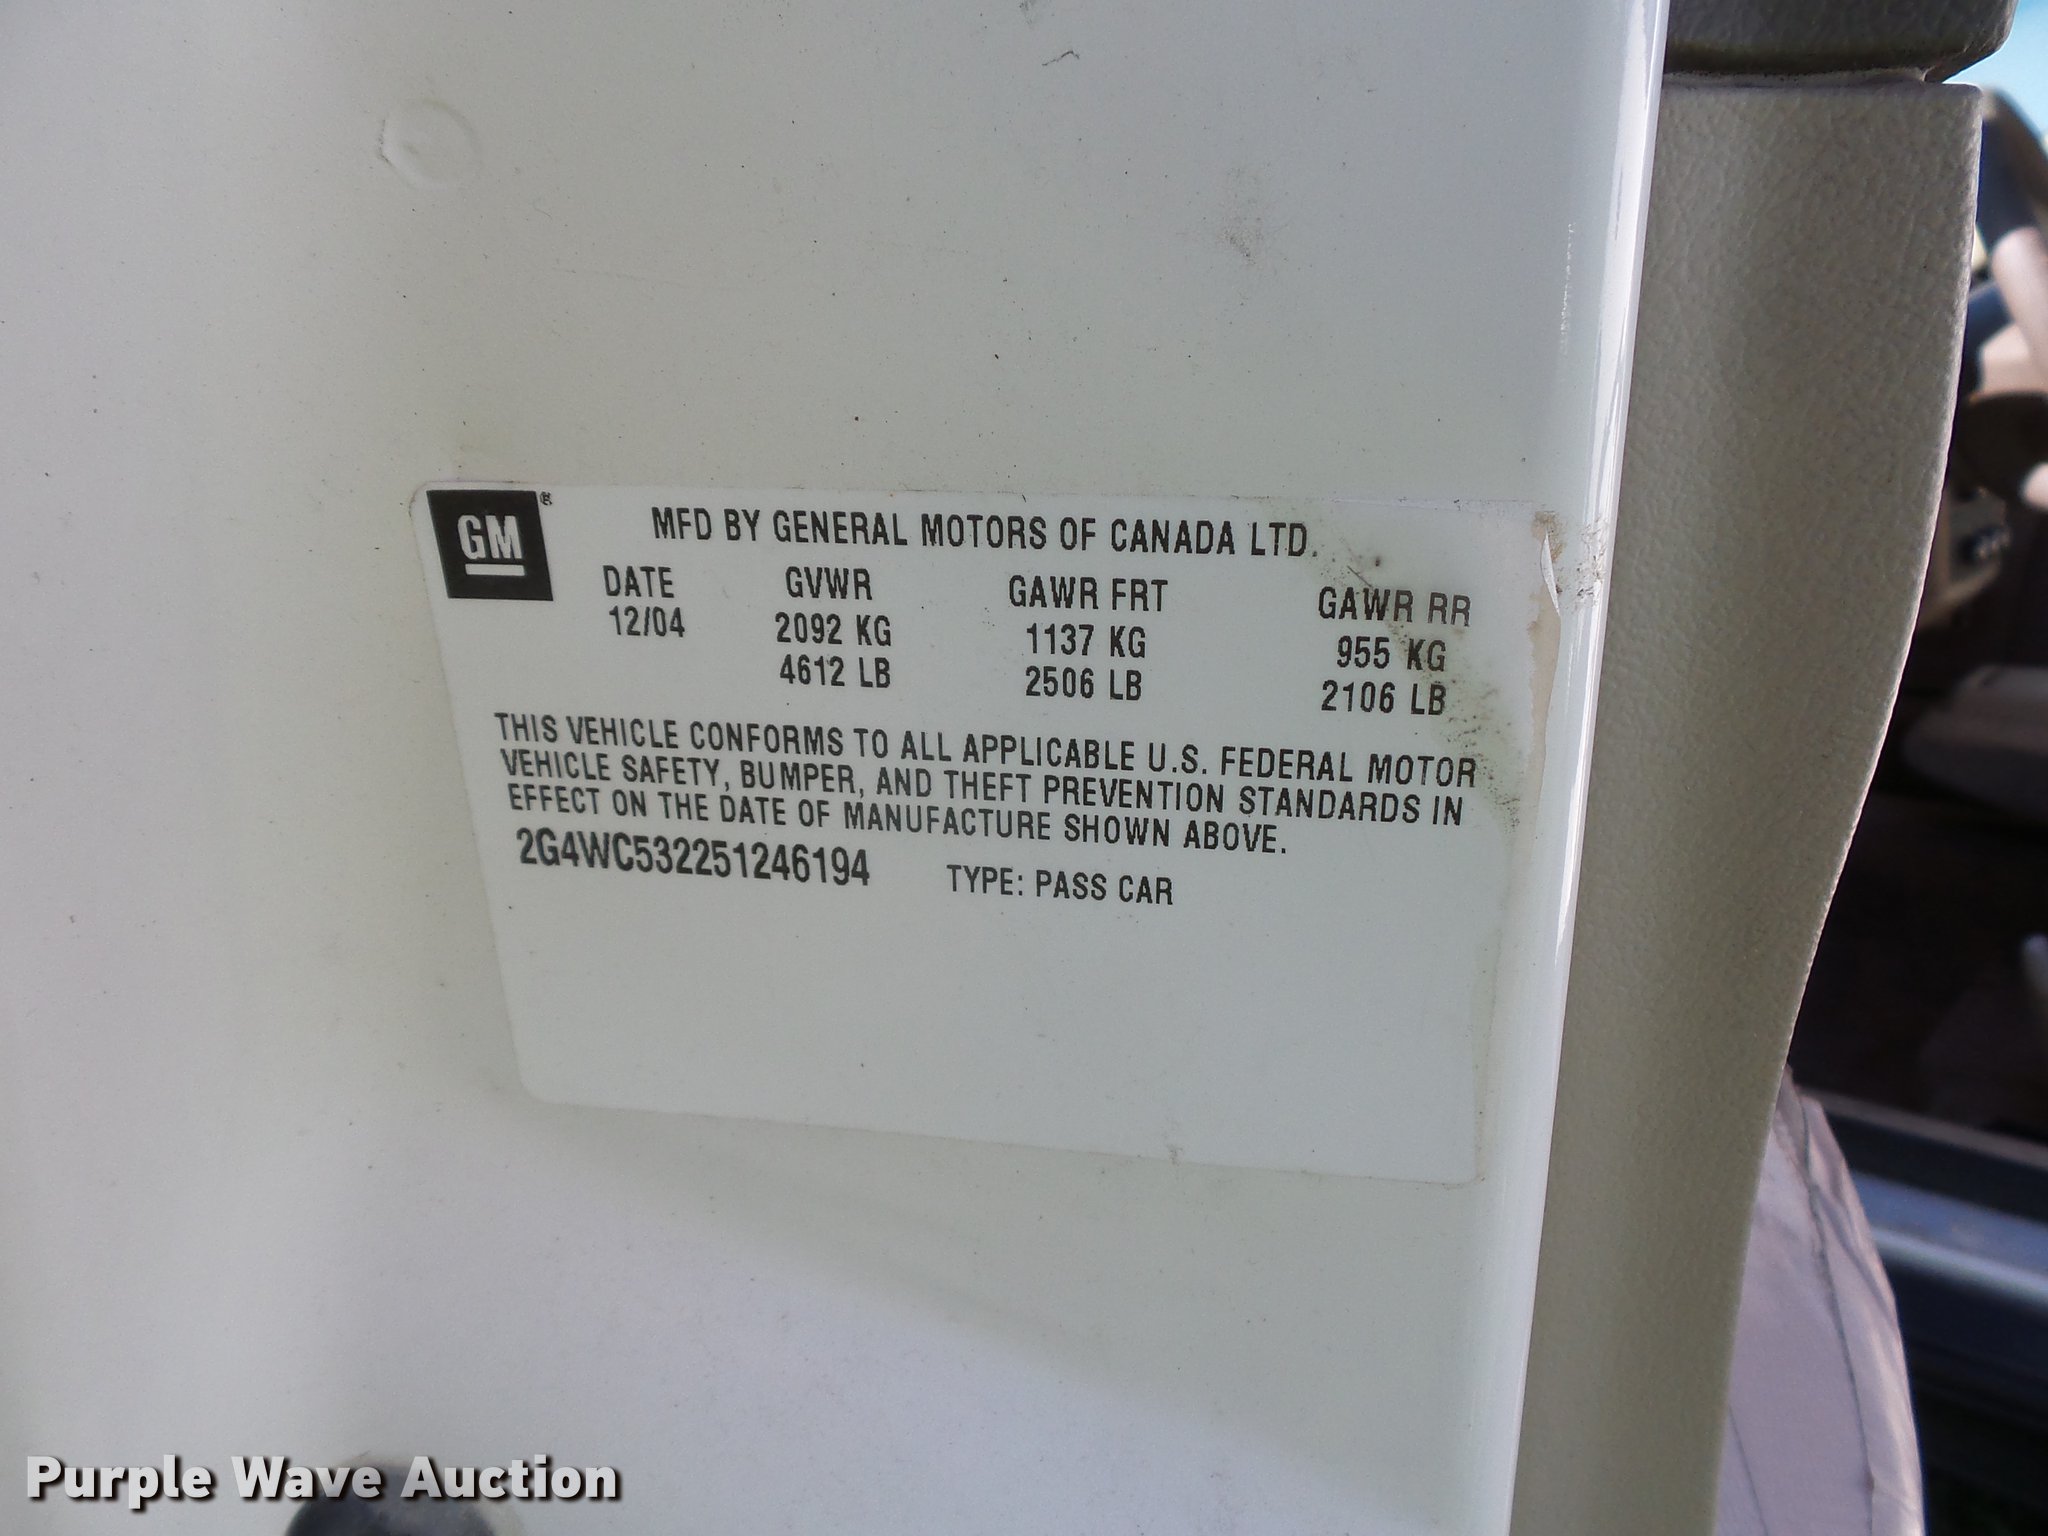 GM®
MFD BY GENERAL MOTORS OF CANADA LTD.
DATE GVWR GAWR FRT GAWR RR
12/04 2092 KG 1137 KG 955 KG
4612 LB 2506 LB 2106 LB
THIS VEHICLE CONFORMS TO ALL APPLICABLE U.S. FEDERAL MOTOR
VEHICLE SAFETY, BUMPER, AND THEFT PREVENTION STANDARDS IN
EFFECT ON THE DATE OF MANUFACTURE SHOWN ABOVE.
2G4WC532251246194 TYPE: PASS CAR
Purple Wave Auction